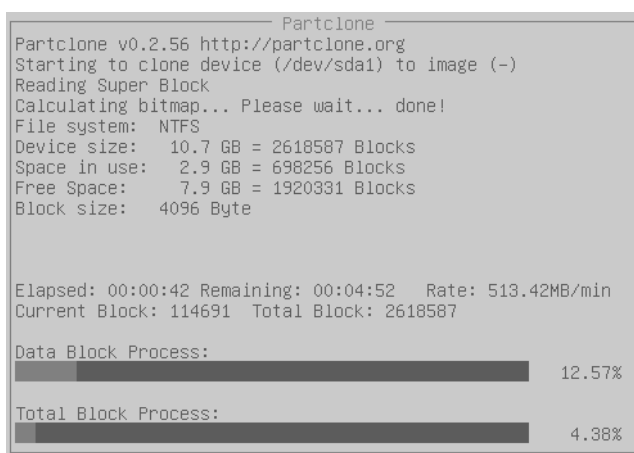 Partclone
Partclone v0.2.56 http://partclone.org
Starting to clone device (/dev/sda1) to image (-)
Reading Super Block
Calculating bitmap... Please wait... done!
File system:  NTFS
Device size:   10.7 GB = 2618587 Blocks
Space in use:   2.9 GB = 698256 Blocks
Free Space:     7.9 GB = 1920331 Blocks
Block size:   4096 Byte
Elapsed: 00:00:42 Remaining: 00:04:52   Rate: 513.42MB/min
Current Block: 114691  Total Block: 2618587
Data Block Process:
12.57%
Total Block Process:
4.38%